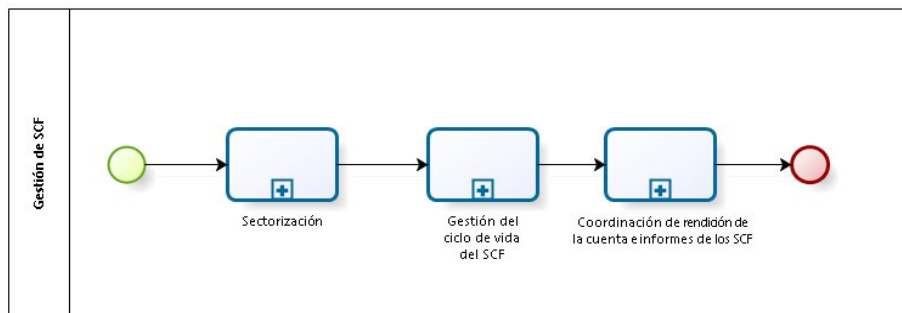 Gestión de SCF
Sectorización
Gestión del
ciclo de vida
del SCF
Coordinación de rendición de
la cuenta e informes de los SCF